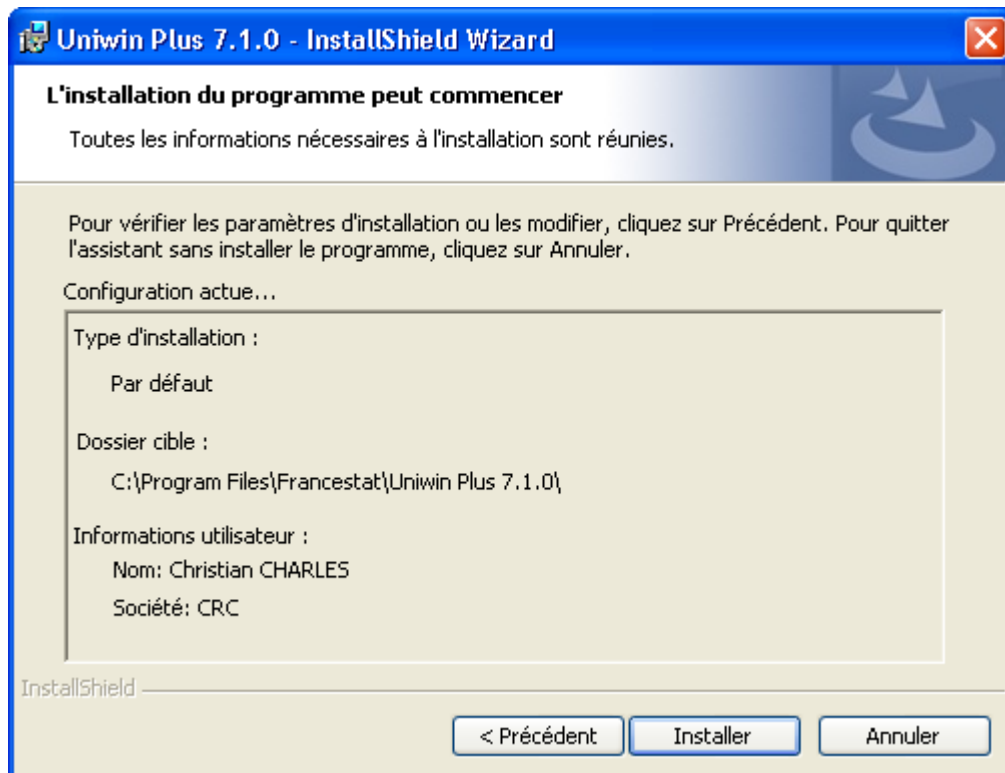 Uniwin Plus 7.1.0 - InstallShield Wizard
L'installation du programme peut commencer
Toutes les informations nécessaires à l'installation sont réunies.
Pour vérifier les paramètres d'installation ou les modifier, cliquez sur Précédent. Pour quitter
l'assistant sans installer le programme, cliquez sur Annuler.
Configuration actue...
Type d'installation :
Par défaut
Dossier cible :
C:\Program Files\Francestat\Uniwin Plus 7.1.0\
Informations utilisateur :
Nom: Christian CHARLES
Société: CRC
InstallShield
< Précédent Installer Annuler